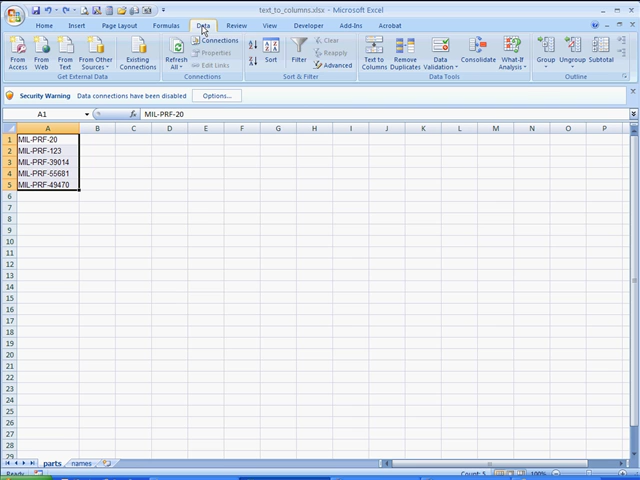 text_to_columns.xlsx - Microsoft Excel
Home Insert Page Layout Formulas Data Review View Developer Add-Ins Acrobat
From Access
From Web
From Text
From Other Sources
Existing Connections
Get External Data
Refresh All
Connections
Properties
Edit Links
Connections
Sort
Filter
Clear
Reapply
Advanced
Sort & Filter
Text to Columns
Remove Duplicates
Data Validation
Consolidate
What-If Analysis
Data Tools
Group
Ungroup
Subtotal
Outline
Security Warning Data connections have been disabled Options...
A1 MIL-PRF-20
A B C D E F G H I J K L M N O P
1 MIL-PRF-20
2 MIL-PRF-123
3 MIL-PRF-39014
4 MIL-PRF-55681
5 MIL-PRF-49470
6
7
8
9
10
11
12
13
14
15
16
17
18
19
20
21
22
23
24
25
26
27
28
29
parts names
Ready Count: 5 100%